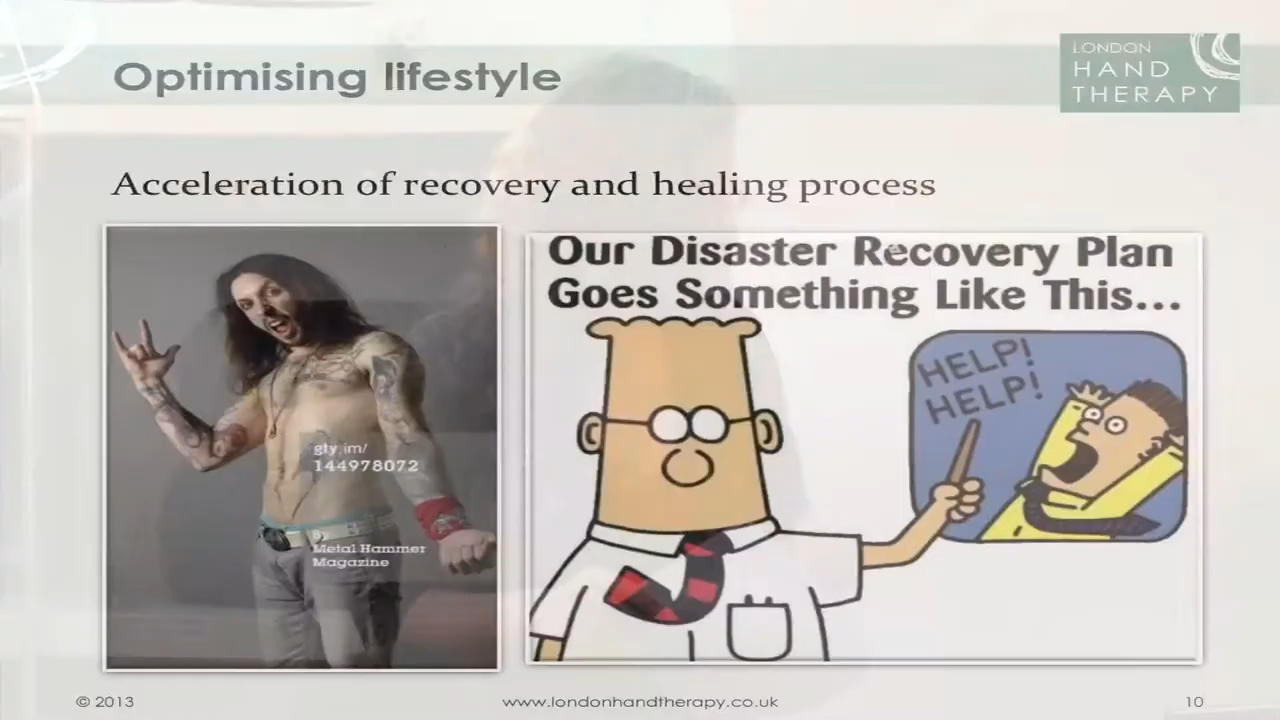 Optimising lifestyle
LONDON
HAND
THERAPY
Acceleration of recovery and healing process
gty.im/
144978072
By
Metal Hammer
Magazine
Our Disaster Recovery Plan
Goes Something Like This...
HELP!
HELP!
© 2013
www.londonhandtherapy.co.uk
10